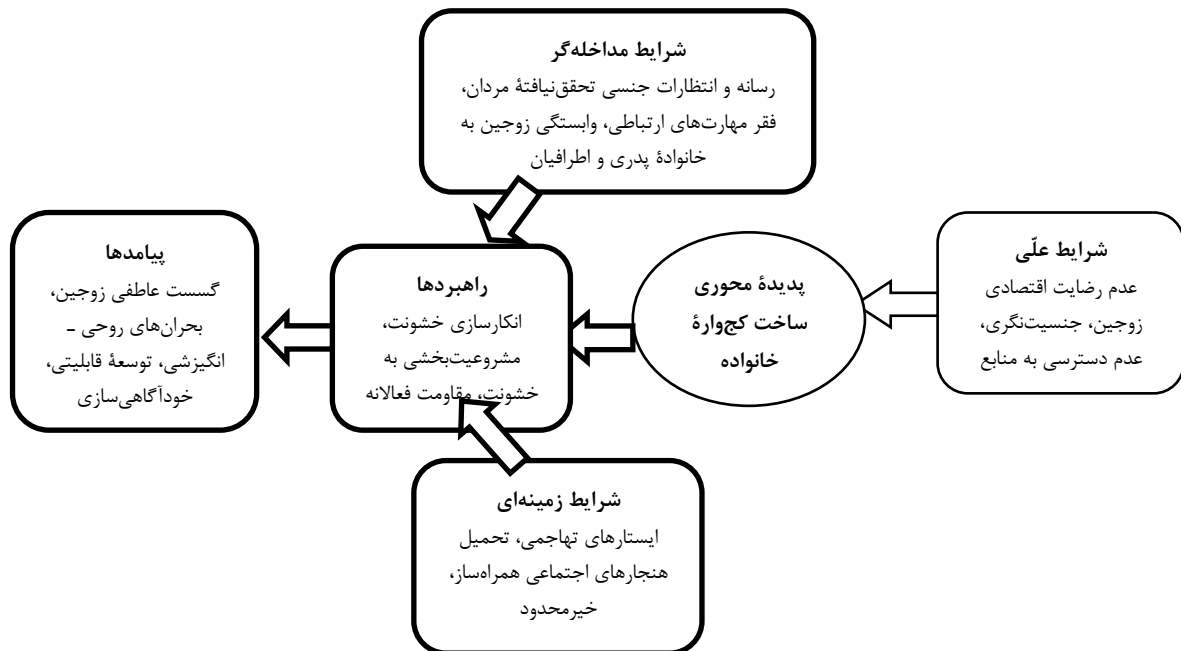 شرایط مداخله‌گر
رسانه و انتظارات جنسی تحقق‌نیافتهٔ مردان،
فقر مهارت‌های ارتباطی، وابستگی زوجین به
خانوادهٔ پدری و اطرافیان
شرایط علّی
عدم رضایت اقتصادی
زوجین، جنسیت‌نگری،
عدم دسترسی به منابع
پدیدهٔ محوری
ساخت کج‌وارهٔ
خانواده
راهبردها
انکارسازی خشونت،
مشروعیت‌بخشی به
خشونت، مقاومت فعالانه
پیامدها
گسست عاطفی زوجین،
بحران‌های روحی ـ
انگیزشی، توسعهٔ قابلیتی،
خودآگاهی‌سازی
شرایط زمینه‌ای
ایستارهای تهاجمی، تحمیل
هنجارهای اجتماعی همراه‌ساز،
خیرمحدود